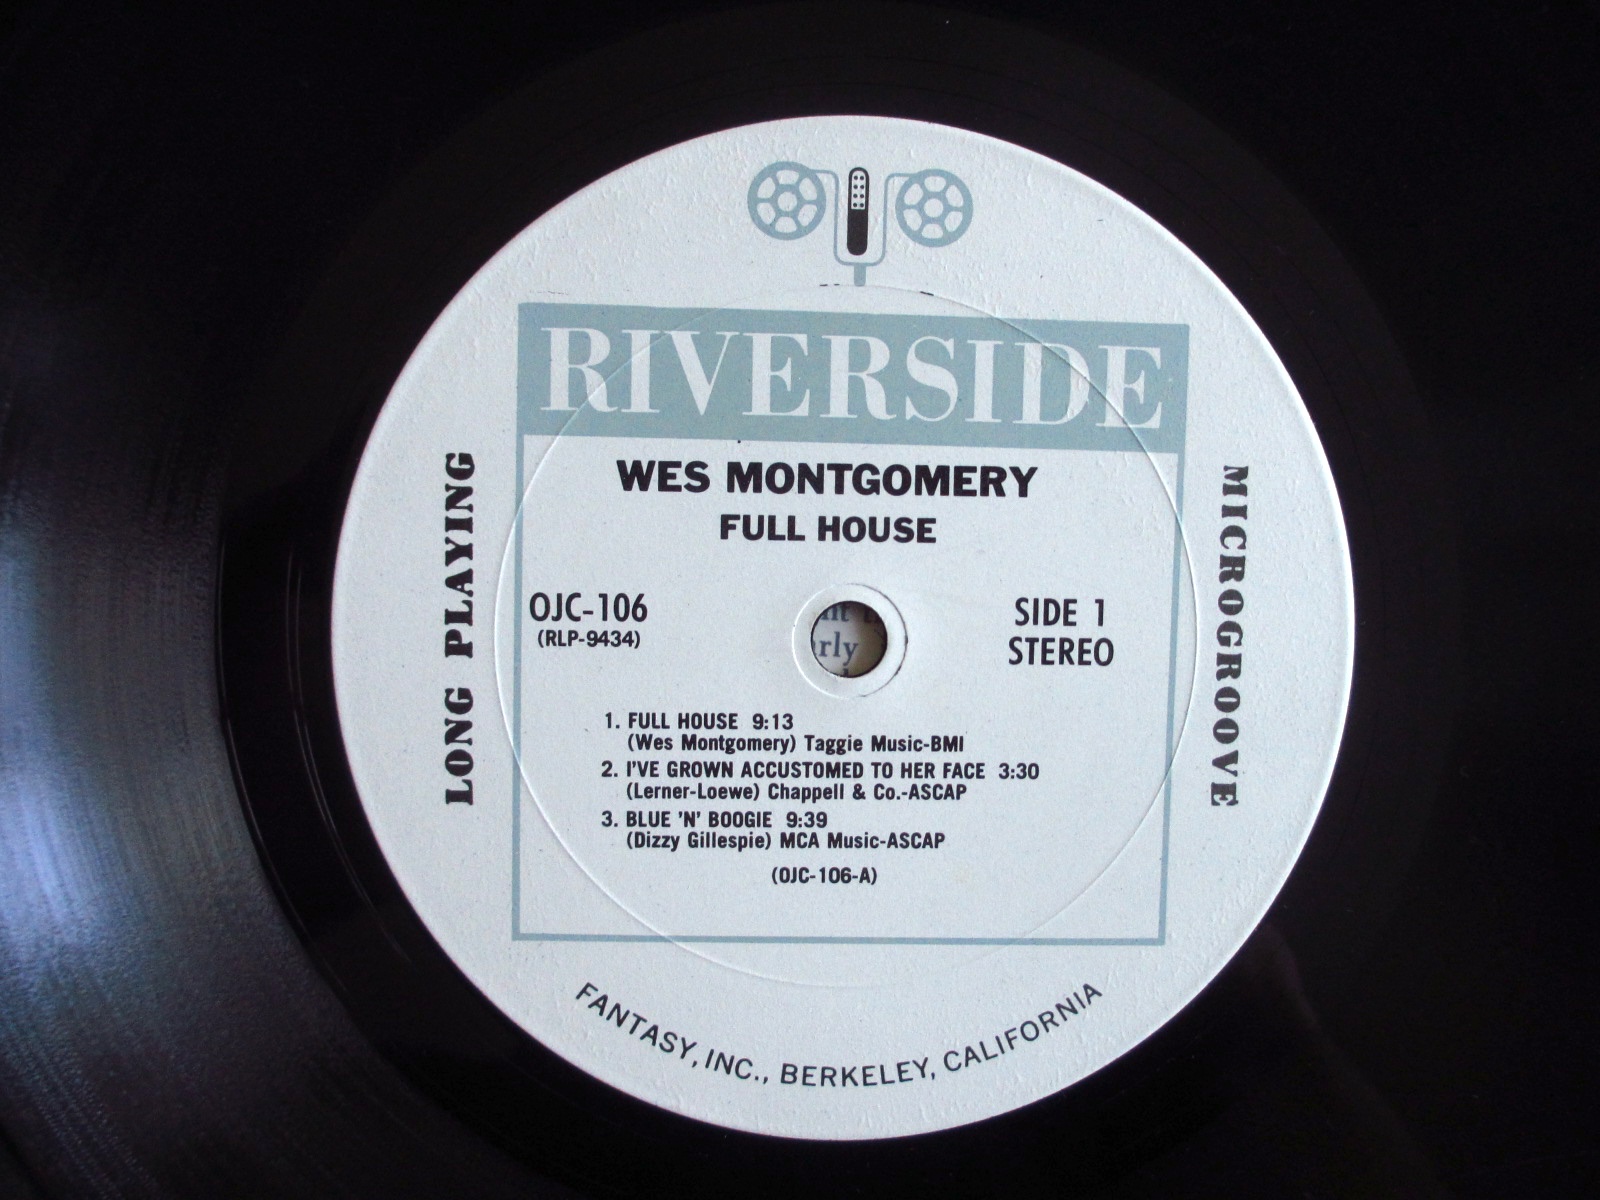 RIVERSIDE
WES MONTGOMERY
FULL HOUSE
LONG PLAYING
MICROGROOVE
OJC-106
(RLP-9434)
SIDE 1
STEREO
1. FULL HOUSE 9:13
(Wes Montgomery) Taggie Music-BMI
2. I'VE GROWN ACCUSTOMED TO HER FACE 3:30
(Lerner-Loewe) Chappell & Co.-ASCAP
3. BLUE 'N' BOOGIE 9:39
(Dizzy Gillespie) MCA Music-ASCAP
(OJC-106-A)
FANTASY, INC., BERKELEY, CALIFORNIA